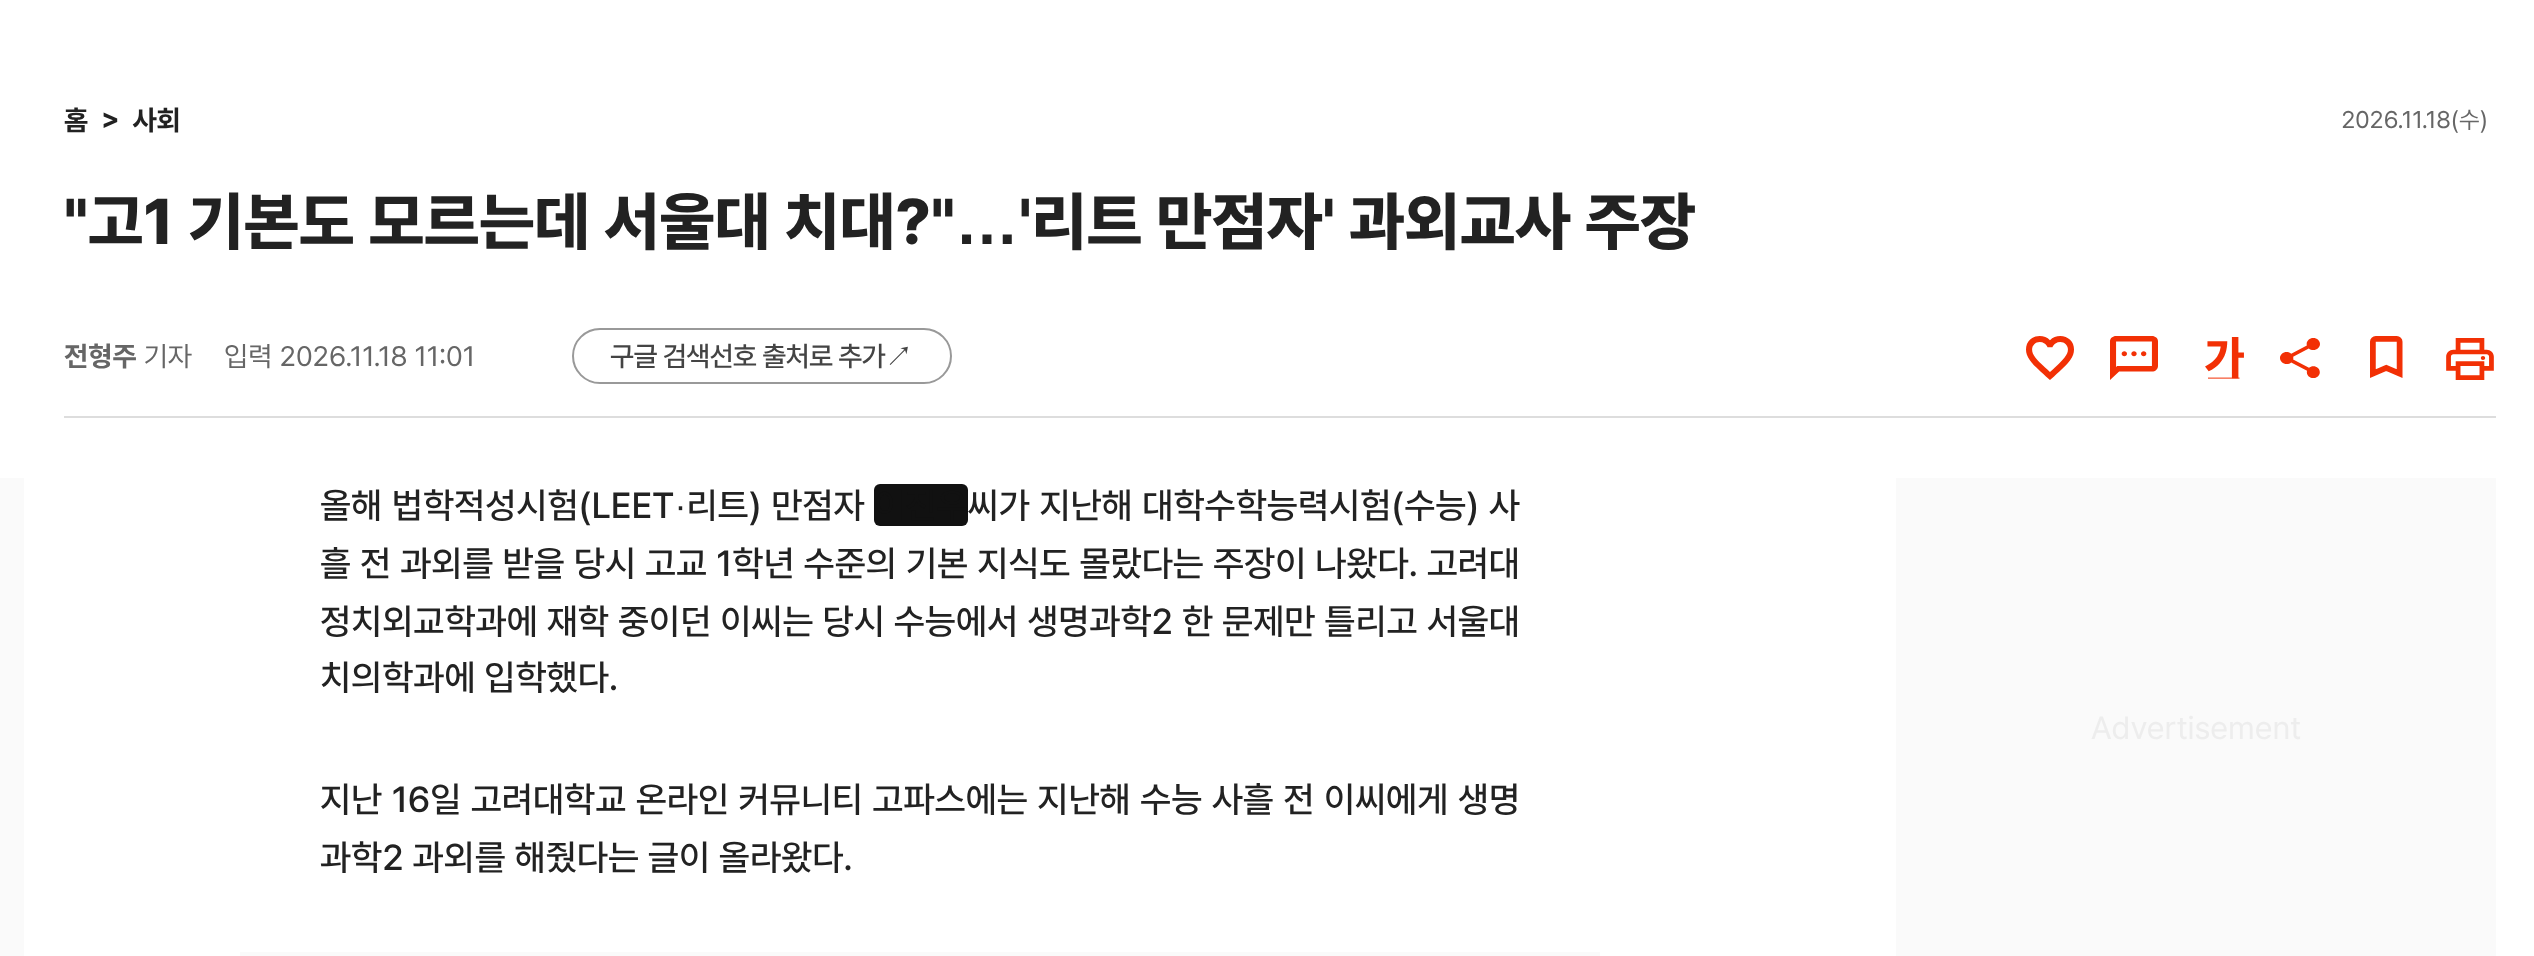 홈 > 사회
2026.11.18(수)
"고1 기본도 모르는데 서울대 치대?"…'리트 만점자' 과외교사 주장
전형주 기자 입력 2026.11.18 11:01
구글 검색선호 출처로 추가↗
가
올해 법학적성시험(LEET·리트) 만점자 씨가 지난해 대학수학능력시험(수능) 사
흘 전 과외를 받을 당시 고교 1학년 수준의 기본 지식도 몰랐다는 주장이 나왔다. 고려대
정치외교학과에 재학 중이던 이씨는 당시 수능에서 생명과학2 한 문제만 틀리고 서울대
치의학과에 입학했다.
지난 16일 고려대학교 온라인 커뮤니티 고파스에는 지난해 수능 사흘 전 이씨에게 생명
과학2 과외를 해줬다는 글이 올라왔다.
Advertisement